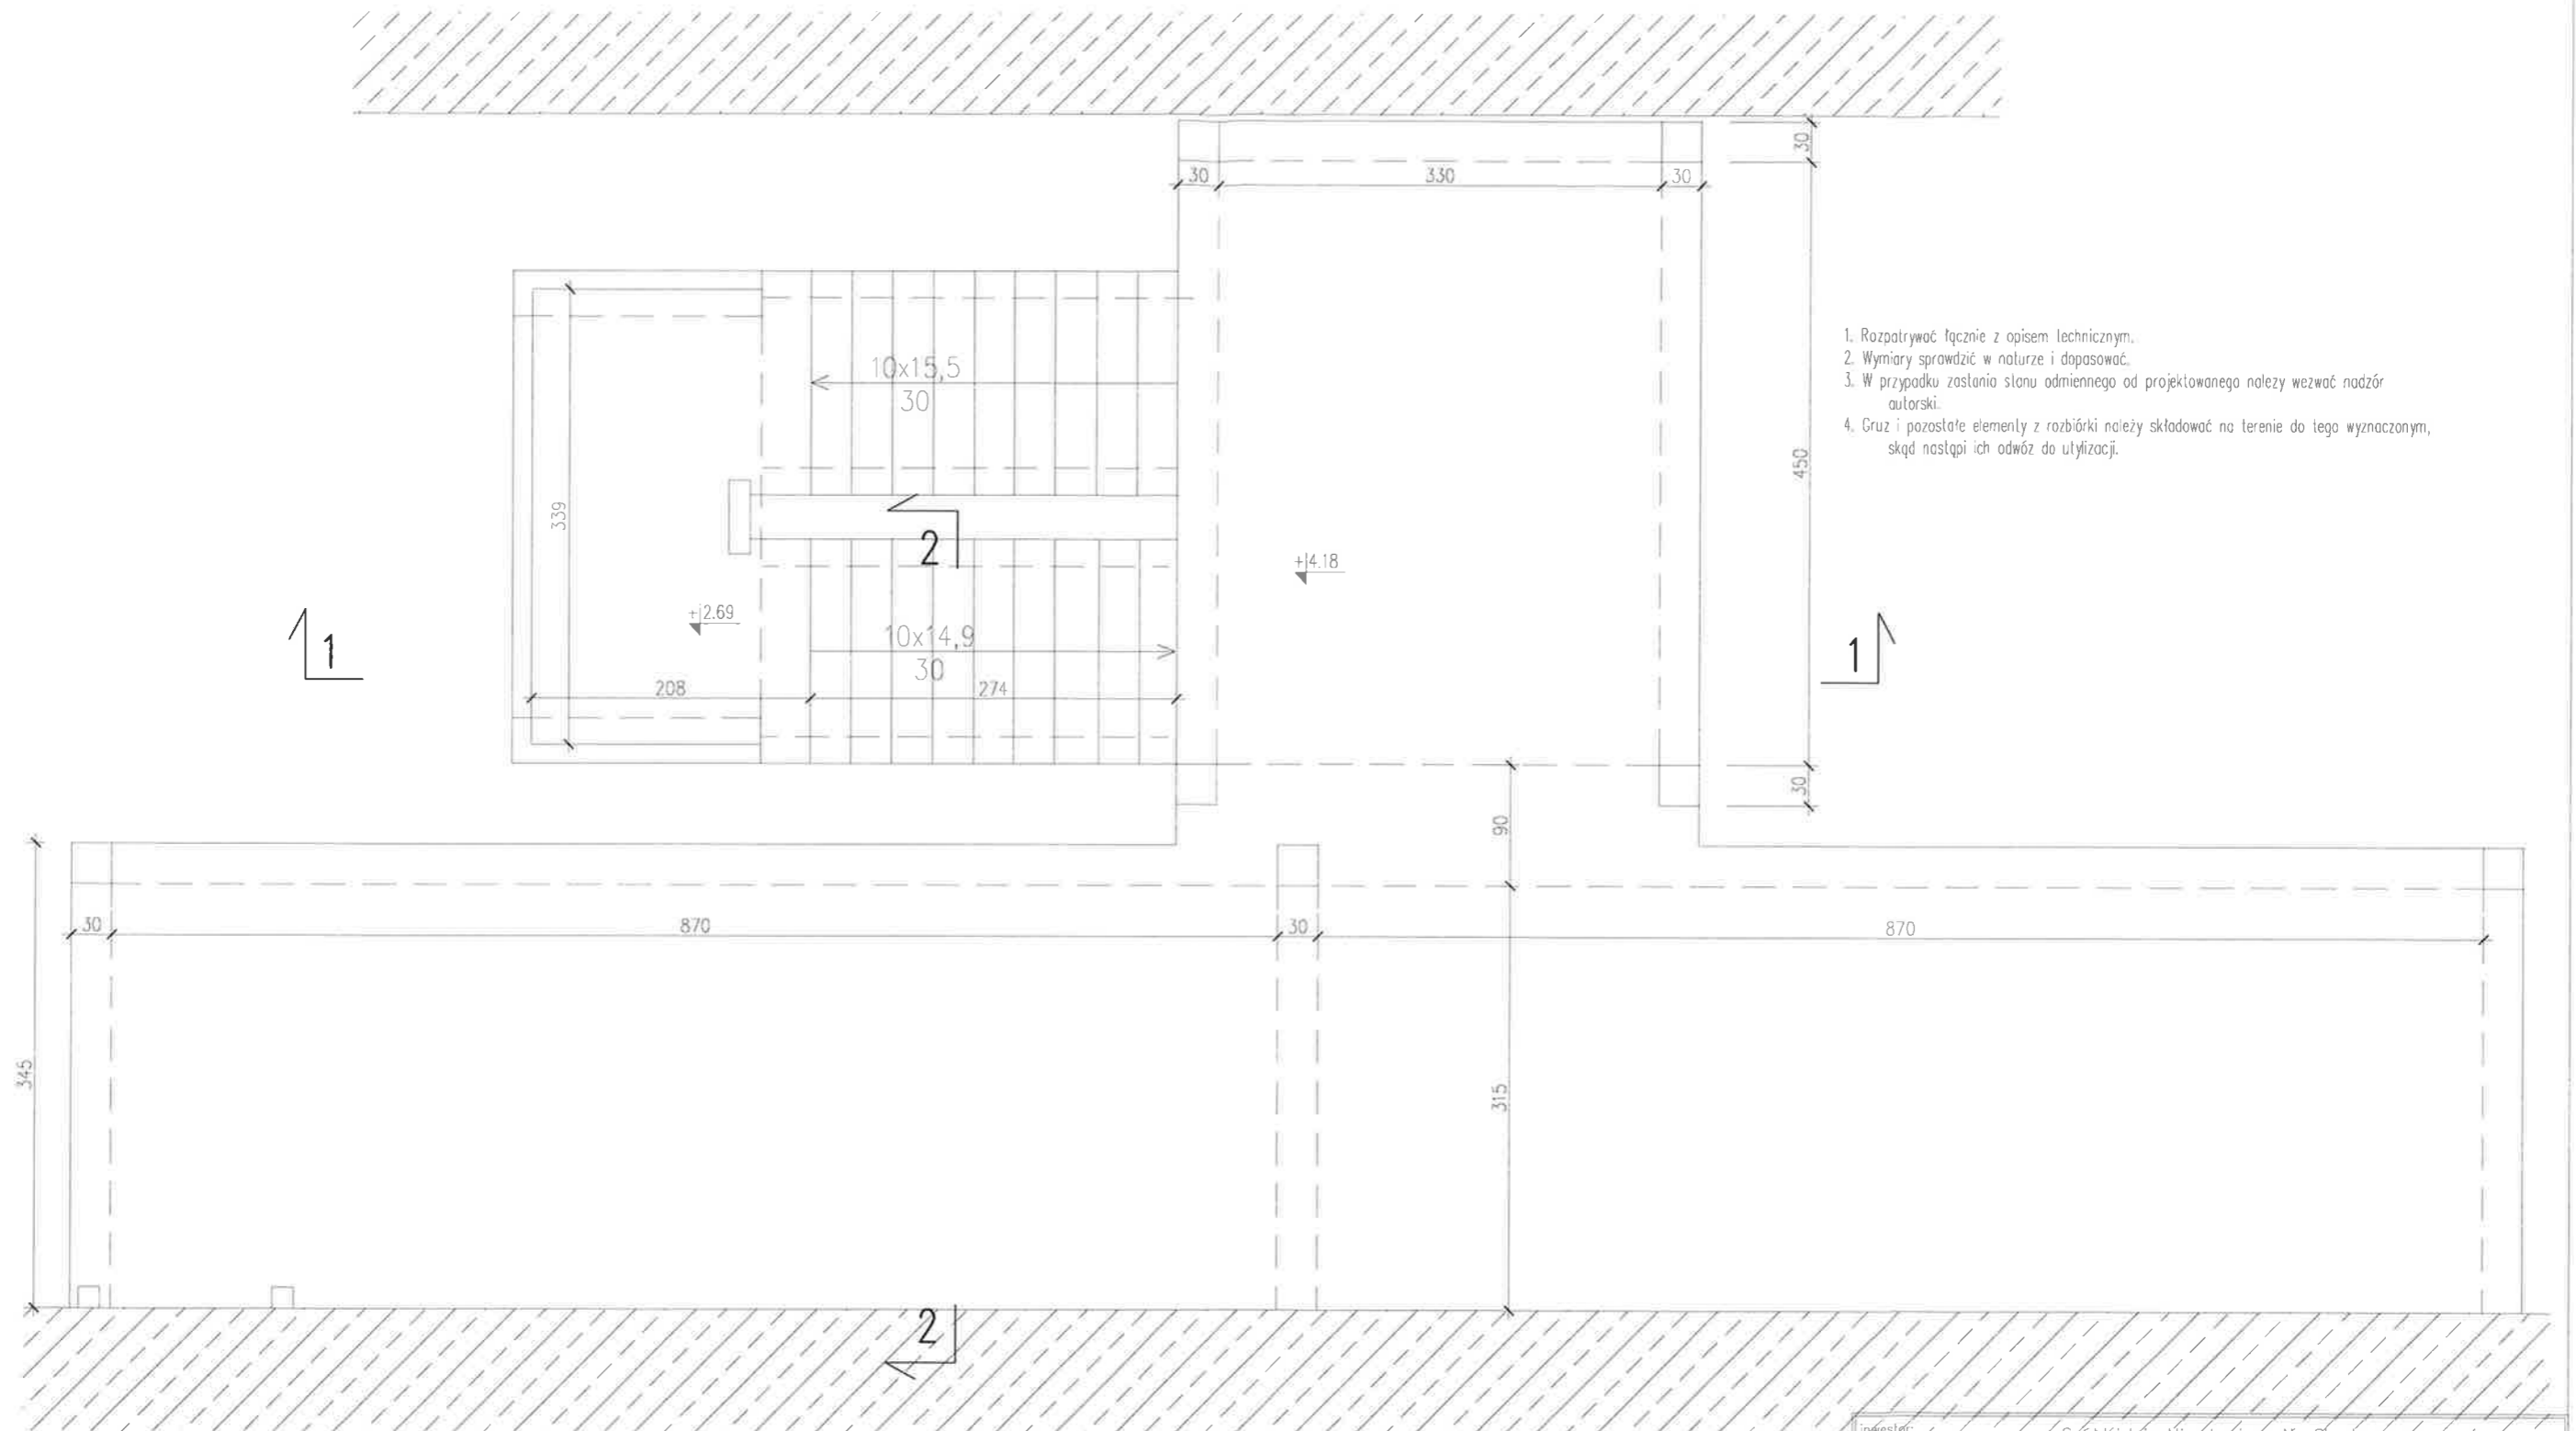 30
30
330
30
1. Rozpatrywać łącznie z opisem technicznym.
2. Wymiary sprawdzić w naturze i dopasować.
3. W przypadku zastania stanu odmiennego od projektowanego należy wezwać nadzór
autorski.
4. Gruz i pozostałe elementy z rozbiórki należy składować na terenie do tego wyznaczonym,
skąd nastąpi ich odwóz do utylizacji.
10x15,5
30
450
339
2
+4.18
+2.69
10x14,9
30
1
1
208
274
30
90
30
870
30
870
345
315
2
inwestor: